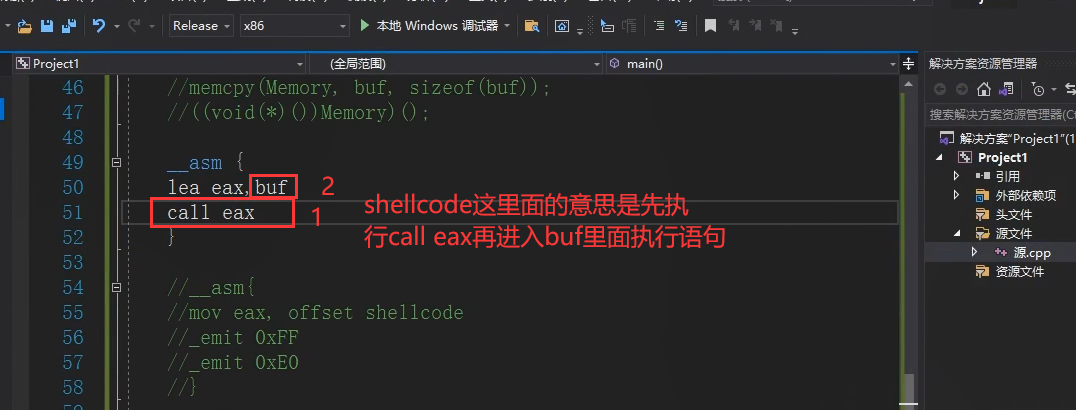 Release
x86
本地 Windows 调试器
Project1
(全局范围)
main()
解决方案资源管理器
搜索解决方案资源管理器(Ct
解决方案"Project1"(1
Project1
引用
外部依赖项
头文件
源文件
源.cpp
资源文件
46 //memcpy(Memory, buf, sizeof(buf));
47 //((void(*)())Memory)();
48
49 __asm {
50 lea eax,buf
2
51 call eax
1
shellcode这里面的意思是先执
行call eax再进入buf里面执行语句
52 }
53
54 //__asm{
55 //mov eax, offset shellcode
56 //_emit 0xFF
57 //_emit 0xE0
58 //}